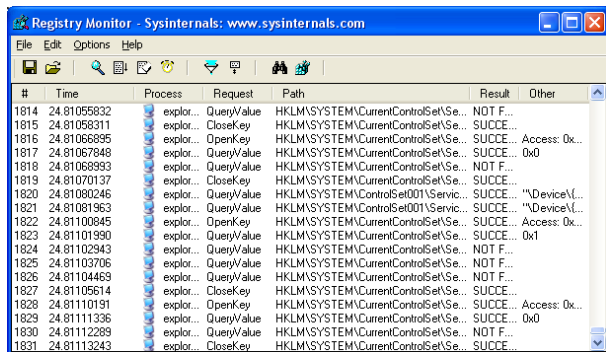 Registry Monitor - Sysinternals: www.sysinternals.com
File Edit Options Help
# Time Process Request Path Result Other
1814 24.81055832 explor... QueryValue HKLM\SYSTEM\CurrentControlSet\Se... NOT F...
1815 24.81058311 explor... CloseKey HKLM\SYSTEM\CurrentControlSet\Se... SUCCE...
1816 24.81066895 explor... OpenKey HKLM\SYSTEM\CurrentControlSet\Se... SUCCE... Access: 0x...
1817 24.81067848 explor... QueryValue HKLM\SYSTEM\CurrentControlSet\Se... SUCCE... 0x0
1818 24.81068993 explor... QueryValue HKLM\SYSTEM\CurrentControlSet\Se... NOT F...
1819 24.81070137 explor... CloseKey HKLM\SYSTEM\CurrentControlSet\Se... SUCCE...
1820 24.81080246 explor... QueryValue HKLM\SYSTEM\ControlSet001\Servic... SUCCE... "\Device\{...
1821 24.81081963 explor... QueryValue HKLM\SYSTEM\ControlSet001\Servic... SUCCE... "\Device\{...
1822 24.81100845 explor... OpenKey HKLM\SYSTEM\CurrentControlSet\Se... SUCCE... Access: 0x...
1823 24.81101990 explor... QueryValue HKLM\SYSTEM\CurrentControlSet\Se... SUCCE... 0x1
1824 24.81102943 explor... QueryValue HKLM\SYSTEM\CurrentControlSet\Se... NOT F...
1825 24.81103706 explor... QueryValue HKLM\SYSTEM\CurrentControlSet\Se... NOT F...
1826 24.81104469 explor... QueryValue HKLM\SYSTEM\CurrentControlSet\Se... NOT F...
1827 24.81105614 explor... CloseKey HKLM\SYSTEM\CurrentControlSet\Se... SUCCE...
1828 24.81110191 explor... OpenKey HKLM\SYSTEM\CurrentControlSet\Se... SUCCE... Access: 0x...
1829 24.81111336 explor... QueryValue HKLM\SYSTEM\CurrentControlSet\Se... SUCCE... 0x0
1830 24.81112289 explor... QueryValue HKLM\SYSTEM\CurrentControlSet\Se... NOT F...
1831 24.81113243 explor... CloseKey HKLM\SYSTEM\CurrentControlSet\Se... SUCCE...